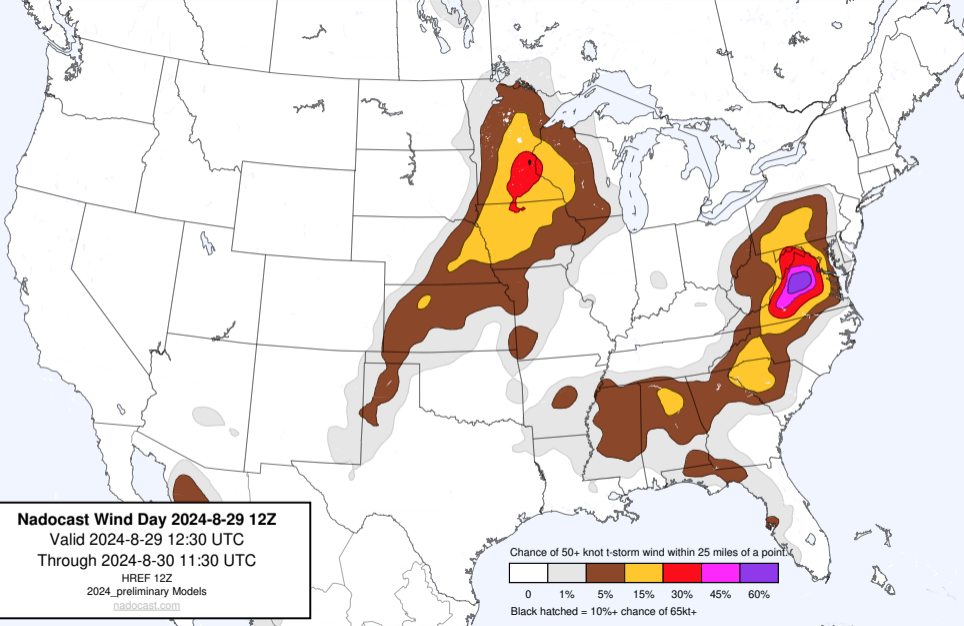 Nadocast Wind Day 2024-8-29 12Z
Valid 2024-8-29 12:30 UTC
Through 2024-8-30 11:30 UTC
HREF 12Z
2024_preliminary Models
nadocast.com
Chance of 50+ knot t-storm wind within 25 miles of a point.
0 1% 5% 15% 30% 45% 60%
Black hatched = 10%+ chance of 65kt+